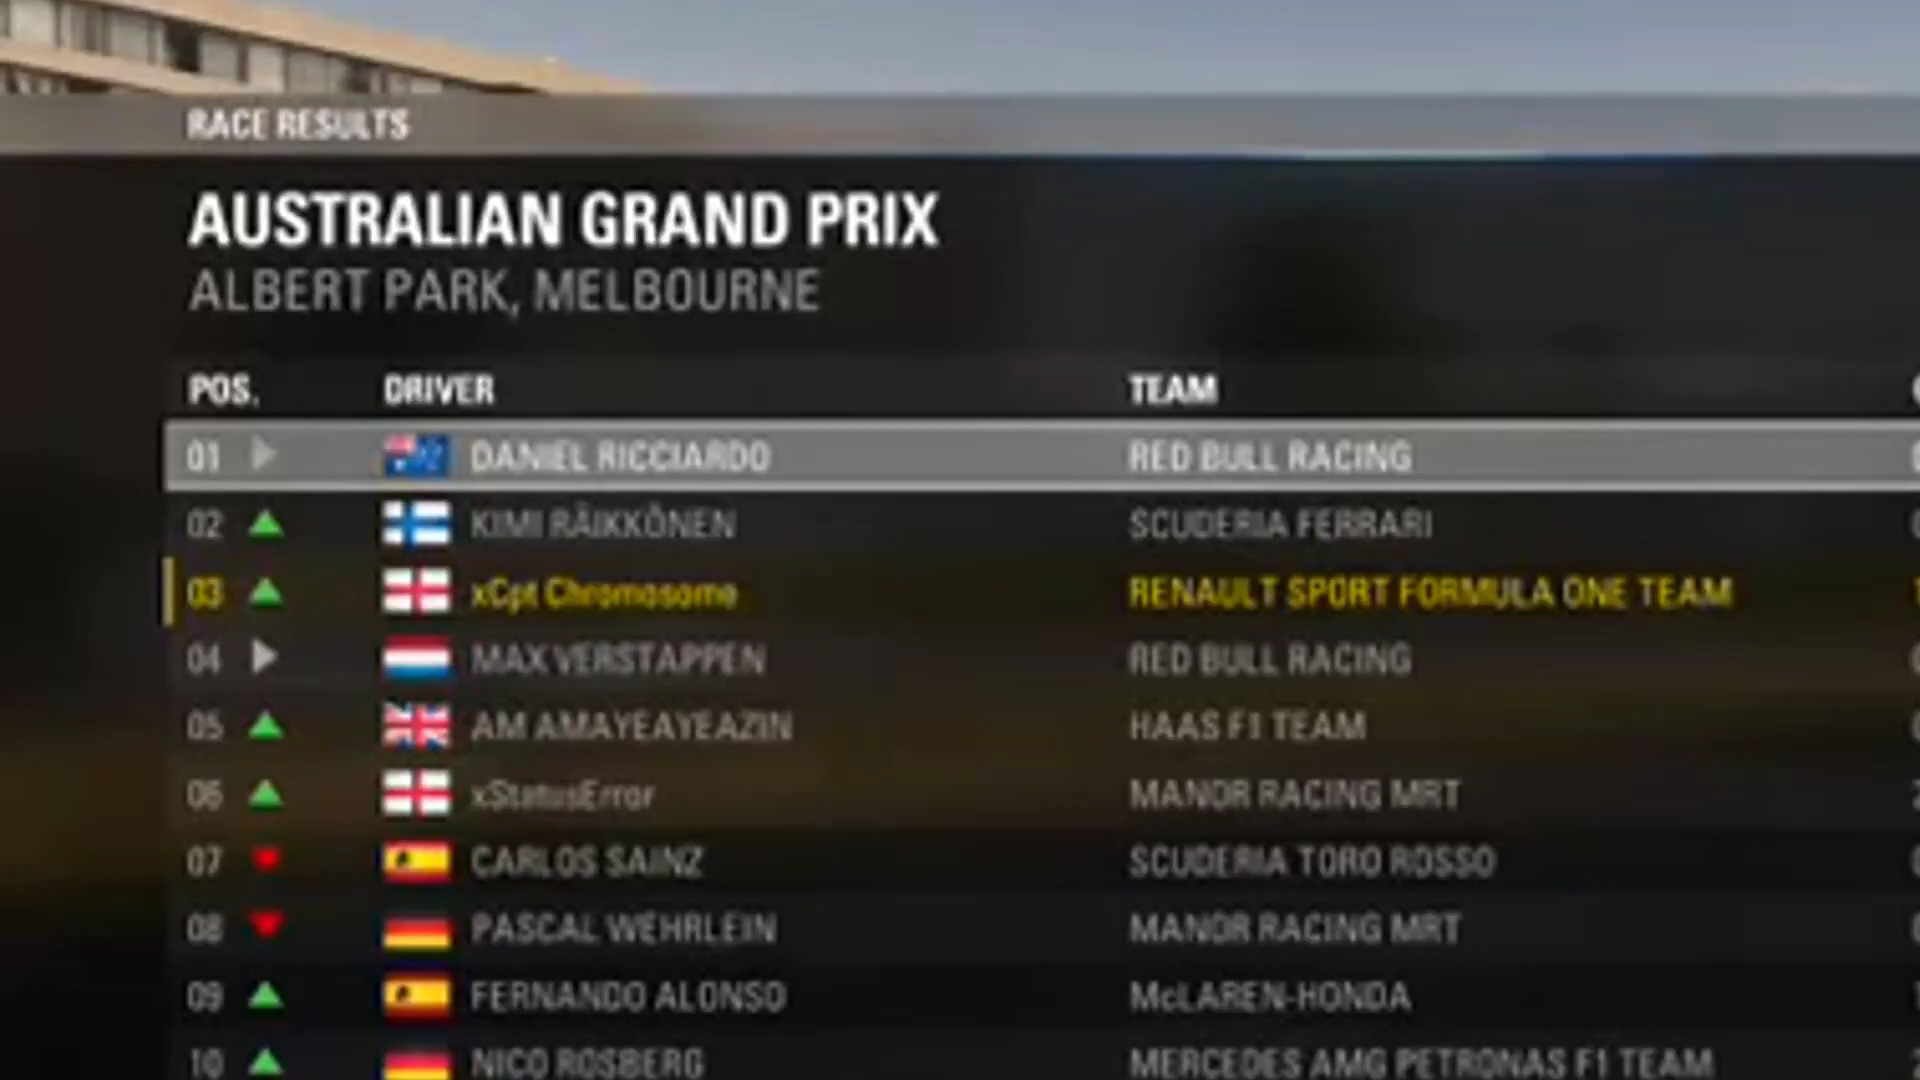 RACE RESULTS
AUSTRALIAN GRAND PRIX
ALBERT PARK, MELBOURNE
POS. DRIVER TEAM
01 DANIEL RICCIARDO RED BULL RACING
02 KIMI RÄIKKÖNEN SCUDERIA FERRARI
03 xCpt Chromosome RENAULT SPORT FORMULA ONE TEAM
04 MAX VERSTAPPEN RED BULL RACING
05 AM AMAYEAYEAZIN HAAS F1 TEAM
06 xStatusError MANOR RACING MRT
07 CARLOS SAINZ SCUDERIA TORO ROSSO
08 PASCAL WEHRLEIN MANOR RACING MRT
09 FERNANDO ALONSO McLAREN-HONDA
10 NICO ROSBERG MERCEDES AMG PETRONAS F1 TEAM